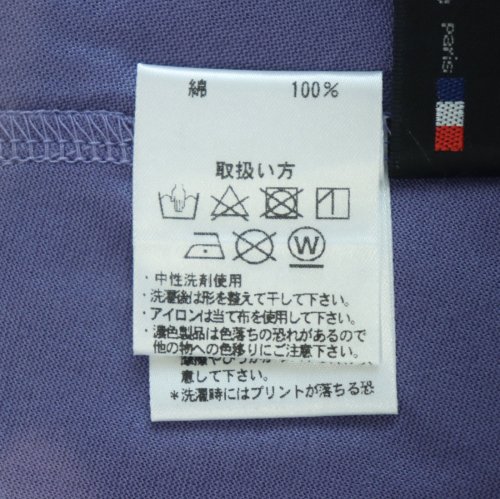 paris
綿 100%
取扱い方
W
・中性洗剤使用
・洗濯後は形を整えて干して下さい。
・アイロンは当て布を使用して下さい。
・濃色製品は色落ちの恐れがあるので
他の物への色移りにご注意下さい。
意して下さい。
*洗濯時にはプリントが落ちる恐